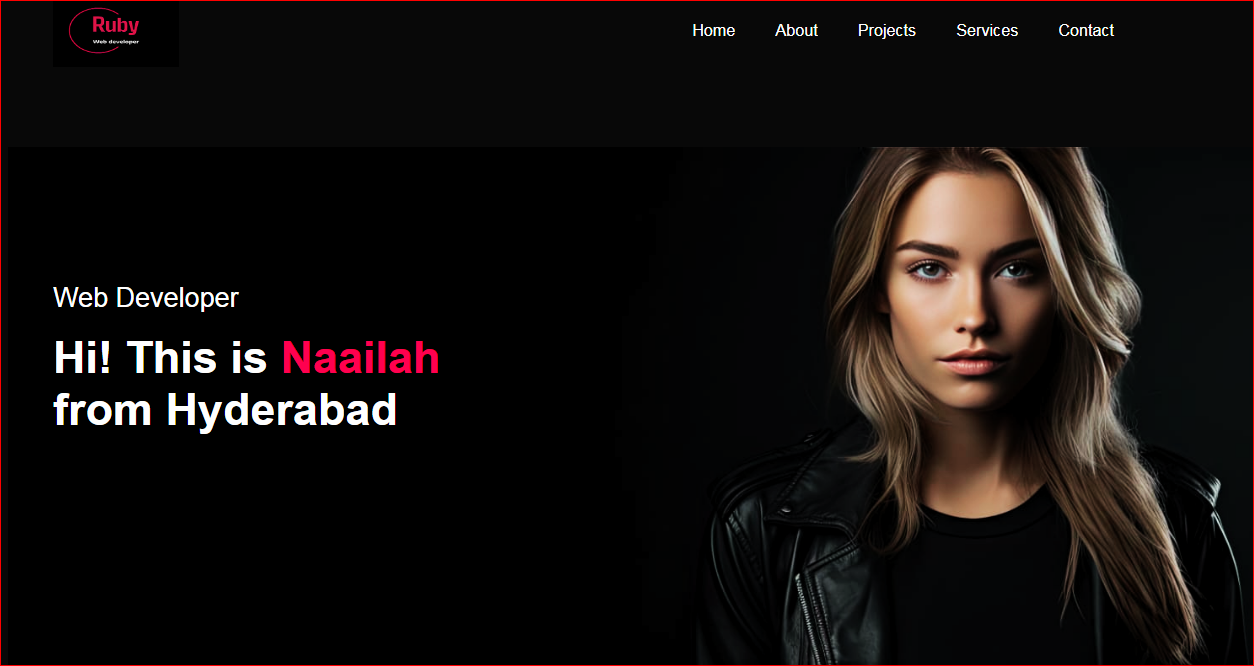 Ruby
Web developer
Home About Projects Services Contact
Web Developer
Hi! This is Naailah
from Hyderabad